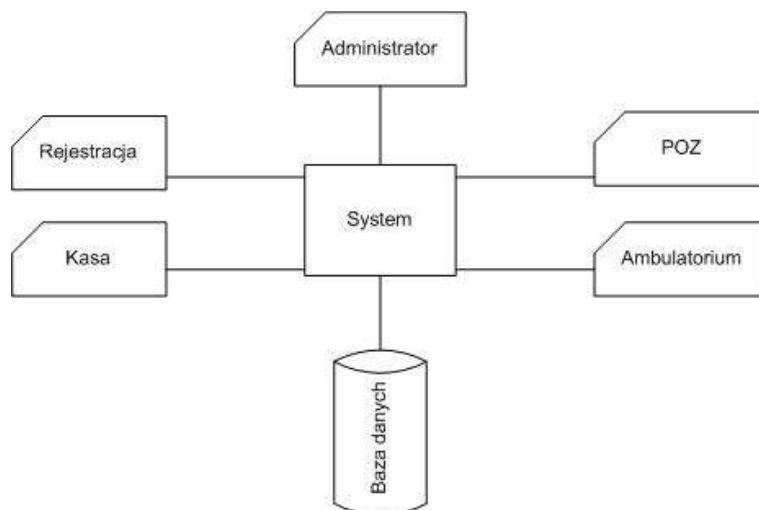 Administrator
Rejestracja
POZ
System
Kasa
Ambulatorium
Baza danych